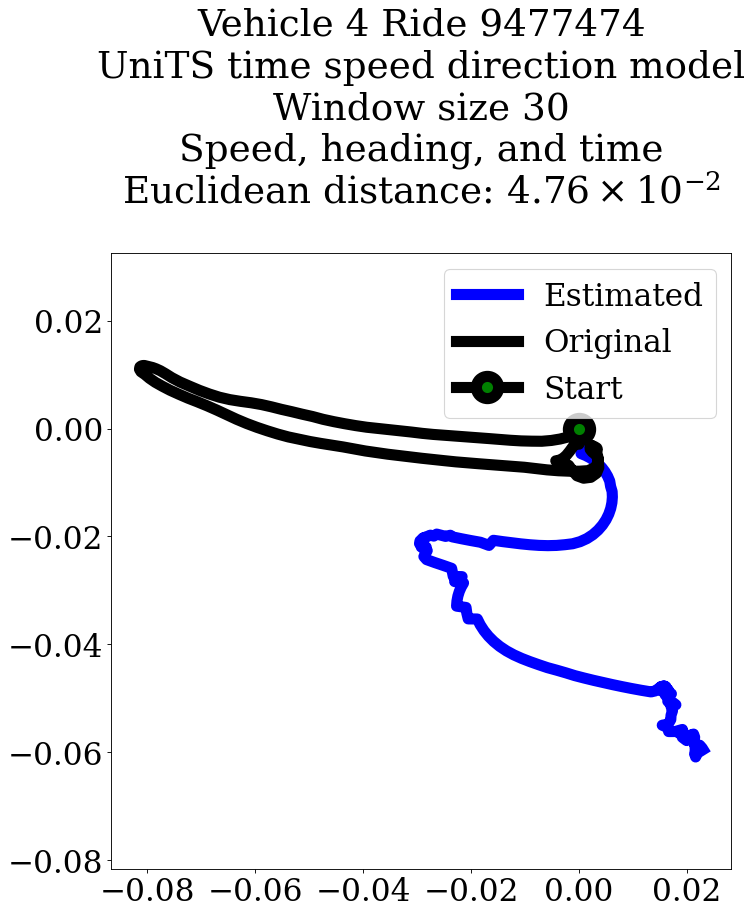 Vehicle 4 Ride 9477474
UniTS time speed direction model
Window size 30
Speed, heading, and time
Euclidean distance: 4.76 × 10⁻²
Estimated
Original
Start
0.02
0.00
−0.02
−0.04
−0.06
−0.08
−0.08 −0.06 −0.04 −0.02 0.00 0.02